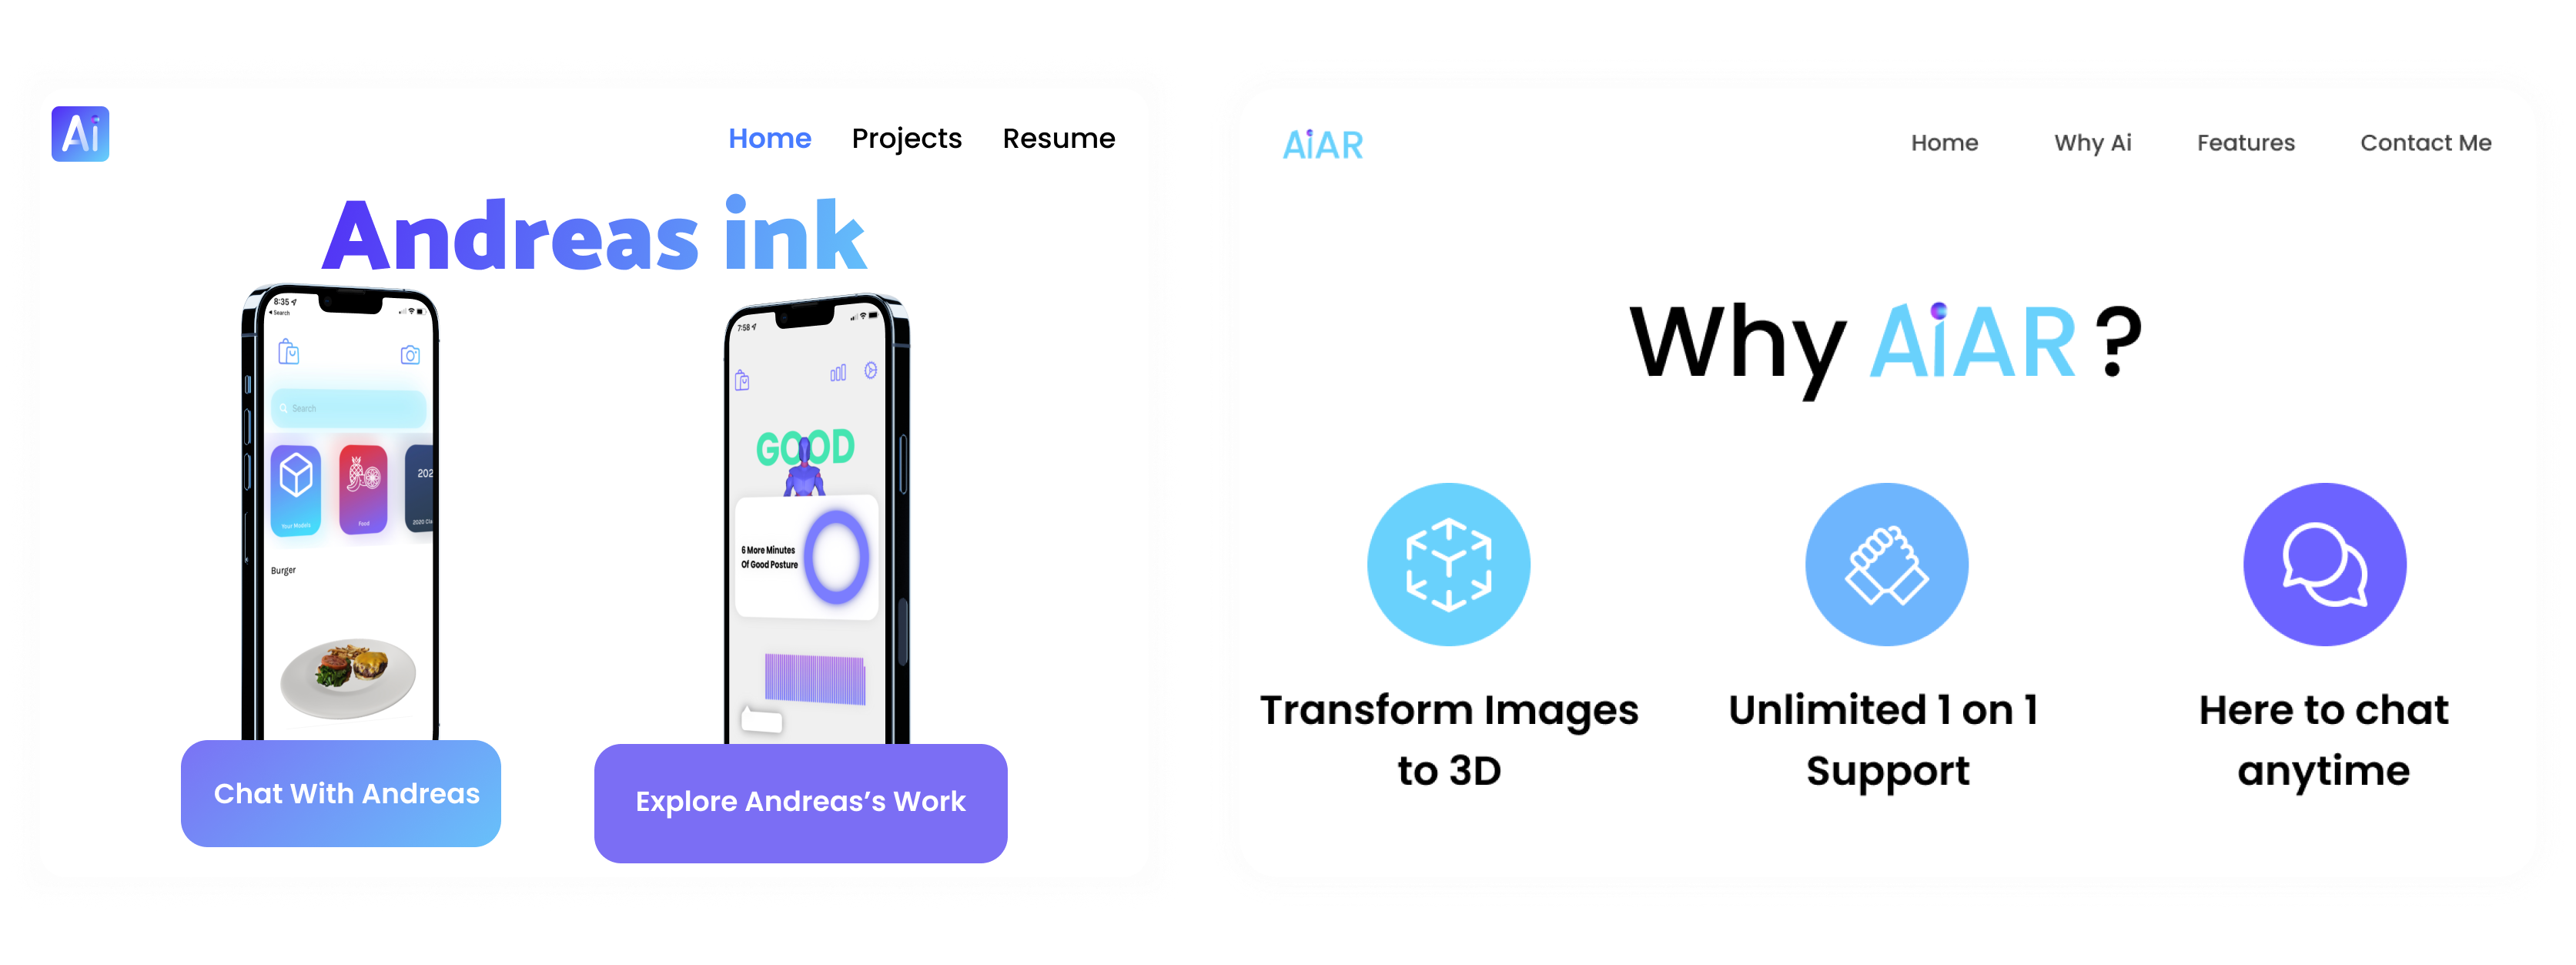 Ai
Home Projects Resume
Andreas ink
8:35
Search
Search
Your Models
Food
202
2020 Cla
Burger
7:58
GOOD
6 More Minutes
Of Good Posture
Chat With Andreas
Explore Andreas’s Work
AiAR
Home Why Ai Features Contact Me
Why AiAR ?
Transform Images
to 3D
Unlimited 1 on 1
Support
Here to chat
anytime